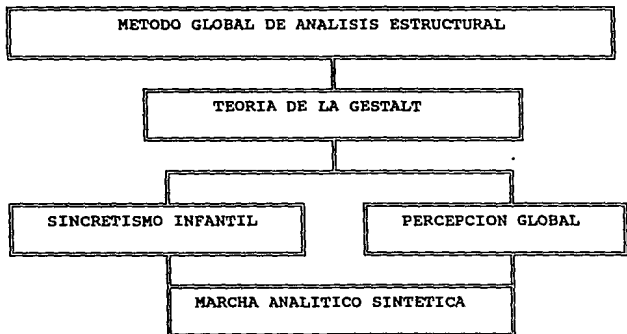 METODO GLOBAL DE ANALISIS ESTRUCTURAL
TEORIA DE LA GESTALT
SINCRETISMO INFANTIL
PERCEPCION GLOBAL
MARCHA ANALITICO SINTETICA